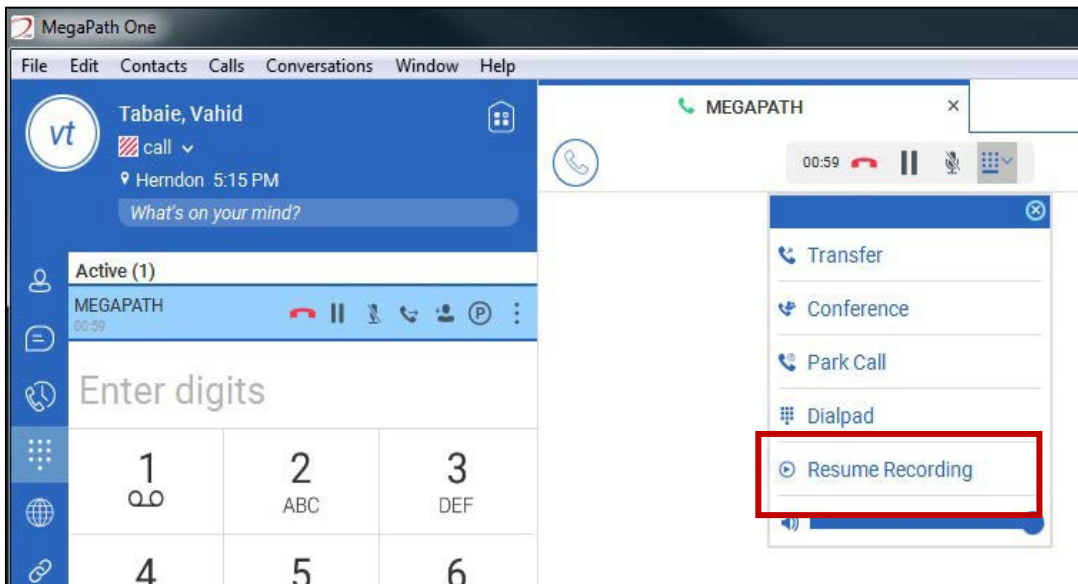 MegaPath One
File Edit Contacts Calls Conversations Window Help
vt
Tabaie, Vahid
call
Herndon 5:15 PM
What's on your mind?
Active (1)
MEGAPATH
00:59
P
Enter digits
1
2
ABC
3
DEF
4
5
6
MEGAPATH ×
00:59
Transfer
Conference
Park Call
Dialpad
Resume Recording